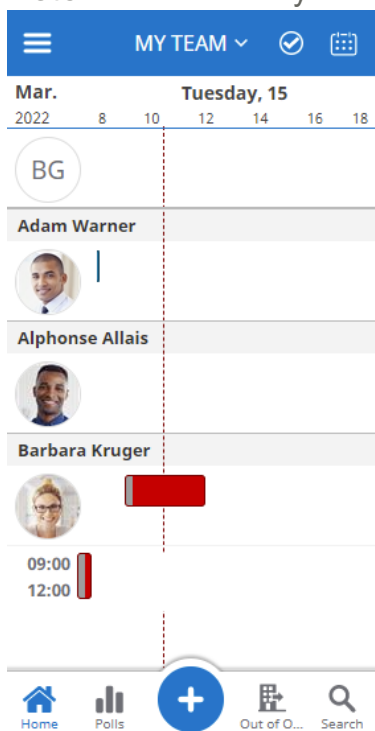 MY TEAM
Mar. Tuesday, 15
2022 8 10 12 14 16 18
BG
Adam Warner
Alphonse Allais
Barbara Kruger
09:00
12:00
Home Polls Out of O... Search